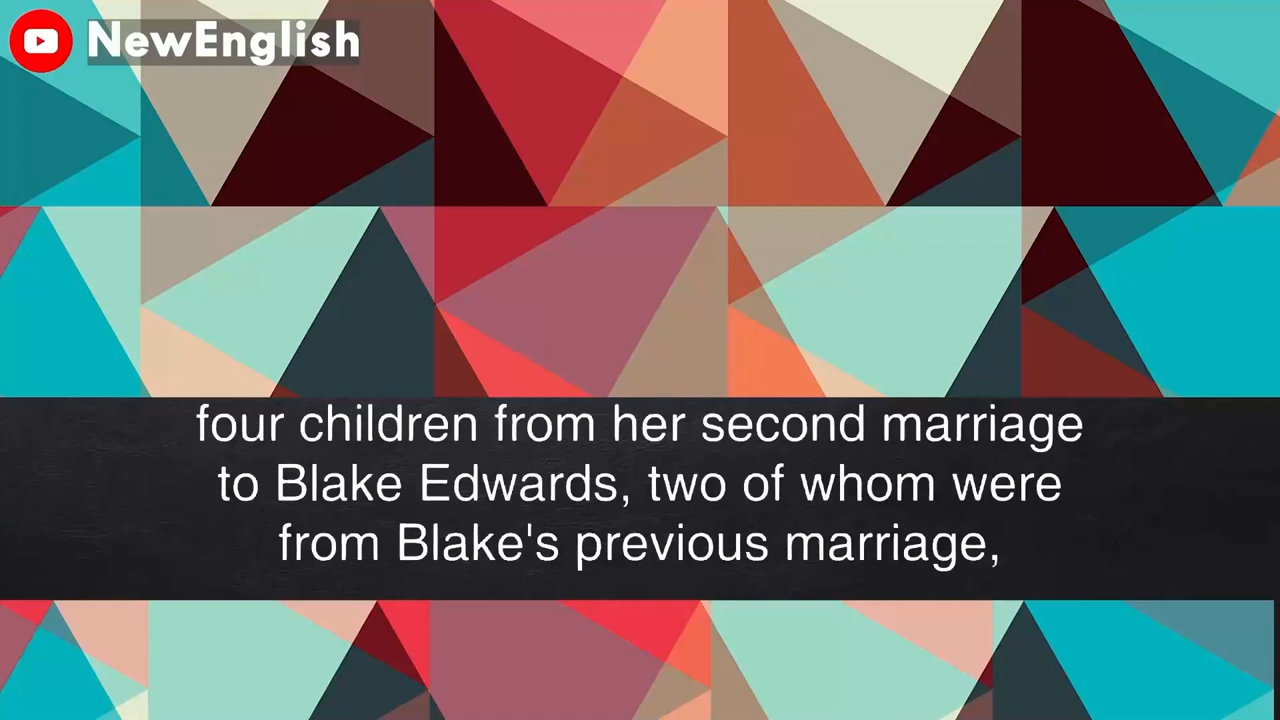 NewEnglish
four children from her second marriage
to Blake Edwards, two of whom were
from Blake's previous marriage,